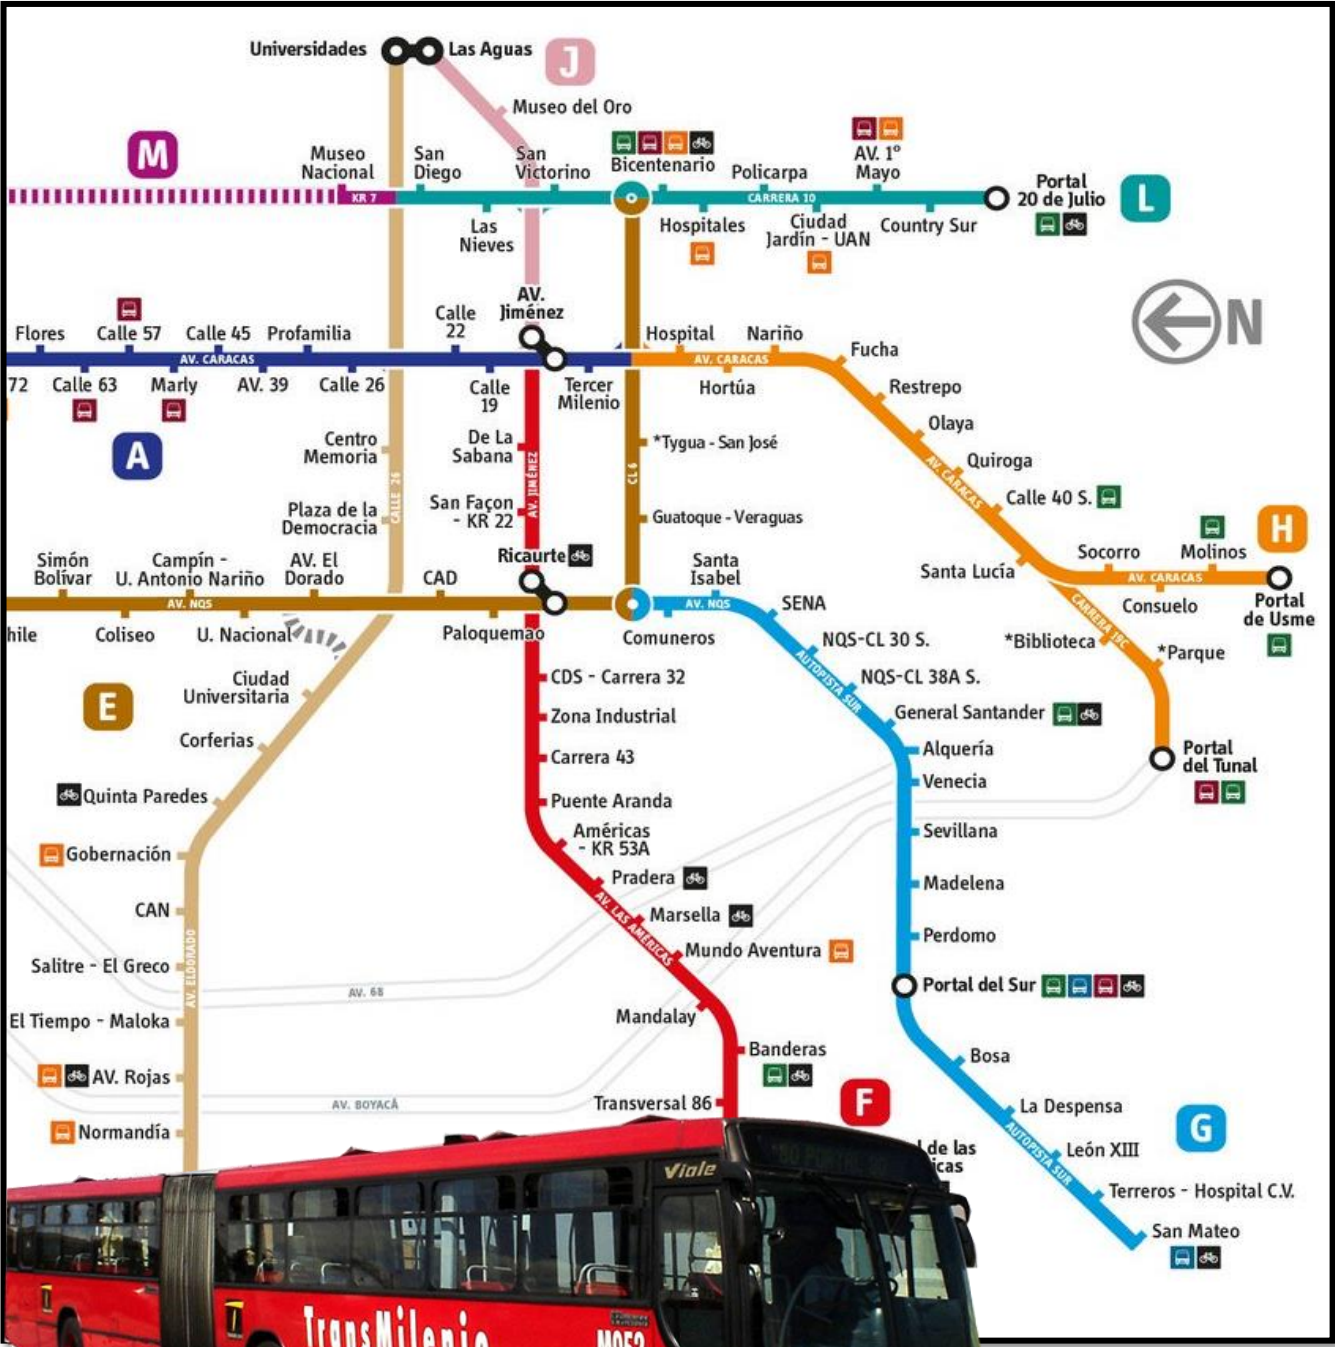 Universidades
Las Aguas
J
Museo del Oro
M
Museo
Nacional
San
Diego
San
Victorino
Bicentenario
Policarpa
AV. 1º
Mayo
Portal
20 de Julio
L
KR 7
CARRERA 10
Las
Nieves
Hospitales
Ciudad
Jardín - UAN
Country Sur
N
AV.
Jiménez
Flores
Calle 57
Calle 45
Profamilia
Calle
22
Hospital
Nariño
Fucha
AV. CARACAS
AV. CARACAS
72
Calle 63
Marly
AV. 39
Calle 26
Calle
19
Tercer
Milenio
Hortúa
Restrepo
Olaya
Quiroga
AV. CARACAS
Calle 40 S.
A
Centro
Memoria
De La
Sabana
*Tygua - San José
CALLE 26
AV. JIMÉNEZ
CL 6
Plaza de la
Democracia
San Façon
- KR 22
Guatoque - Veraguas
H
Simón
Bolívar
Campín -
U. Antonio Nariño
AV. El
Dorado
CAD
Ricaurte
Santa
Isabel
Santa Lucía
Socorro
Molinos
AV. CARACAS
Consuelo
Portal
de Usme
AV. NQS
AV. NQS
hile
Coliseo
U. Nacional
Paloquemao
Comuneros
SENA
CARRERA 19C
*Biblioteca
*Parque
NQS-CL 30 S.
AUTOPISTA SUR
NQS-CL 38A S.
E
Ciudad
Universitaria
CDS - Carrera 32
General Santander
Zona Industrial
Corferias
Carrera 43
Alquería
Portal
del Tunal
Venecia
Quinta Paredes
Puente Aranda
Américas
- KR 53A
Sevillana
Gobernación
Pradera
Madelena
CAN
AV. LAS AMÉRICAS
Marsella
Perdomo
AV. ELDORADO
Mundo Aventura
Salitre - El Greco
Portal del Sur
AV. 68
El Tiempo - Maloka
Mandalay
Banderas
Bosa
AV. Rojas
AV. BOYACÁ
Transversal 86
F
La Despensa
Normandía
G
AUTOPISTA SUR
León XIII
l de las
icas
Terreros - Hospital C.V.
San Mateo
Viale
TransMilenio
M052